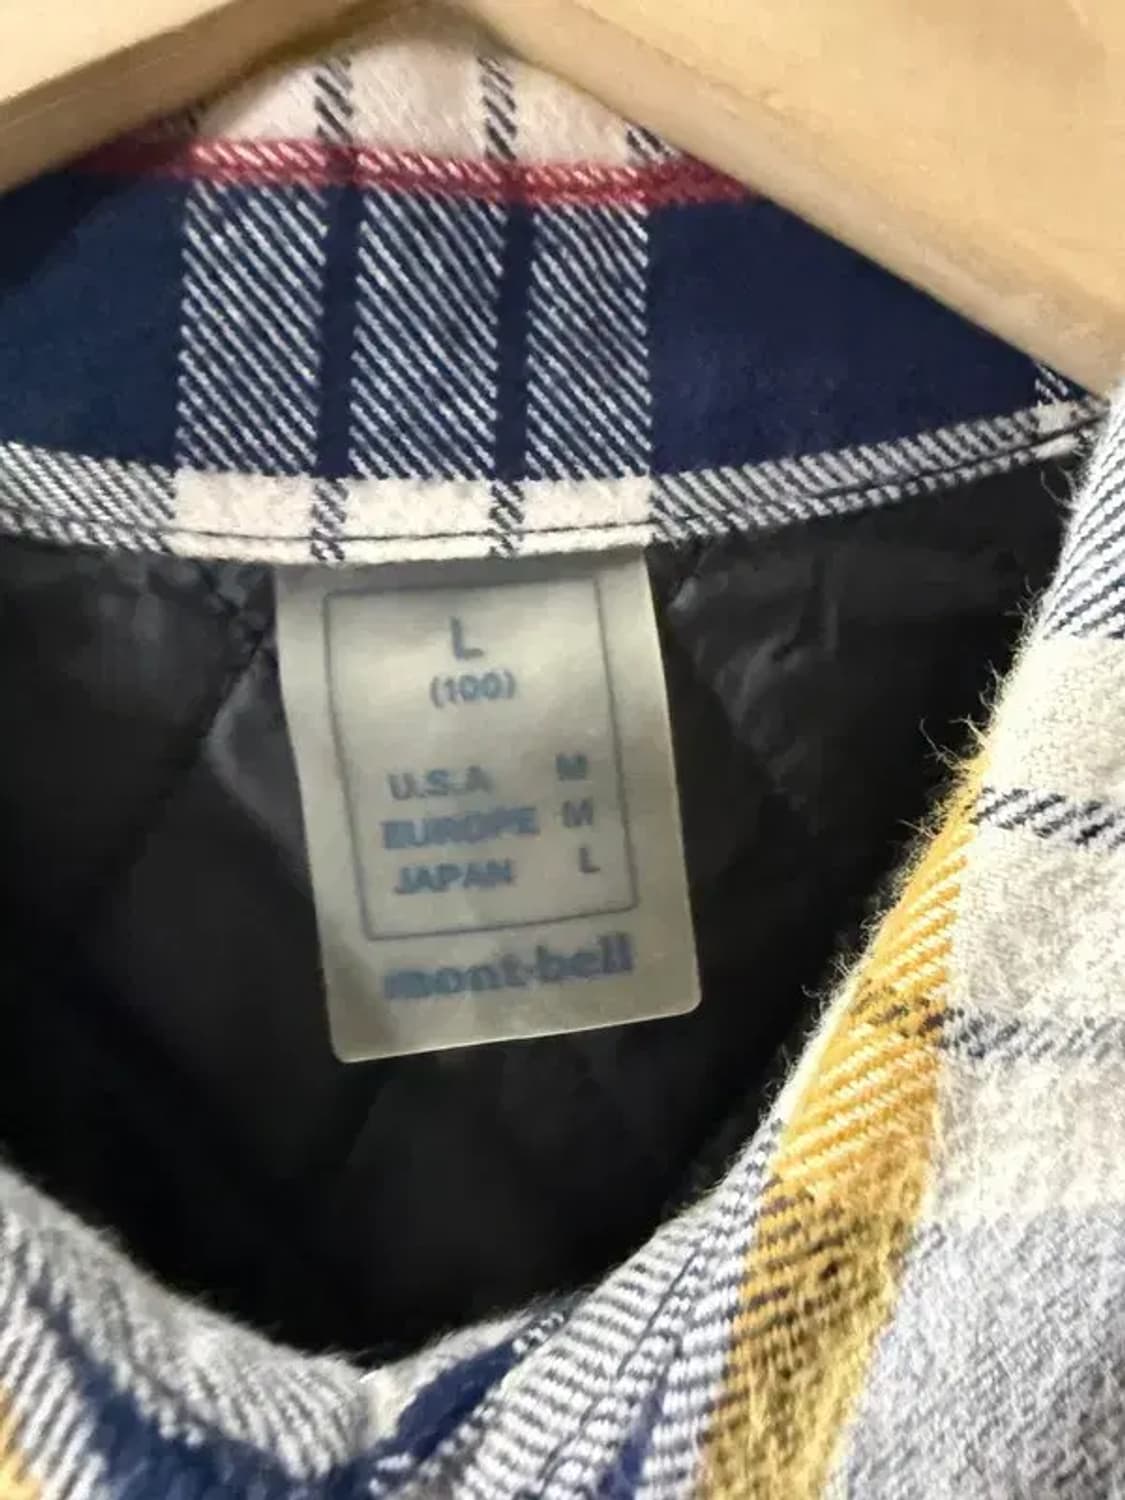 L
(100)
U.S.A M
EUROPE M
JAPAN L
mont-bell